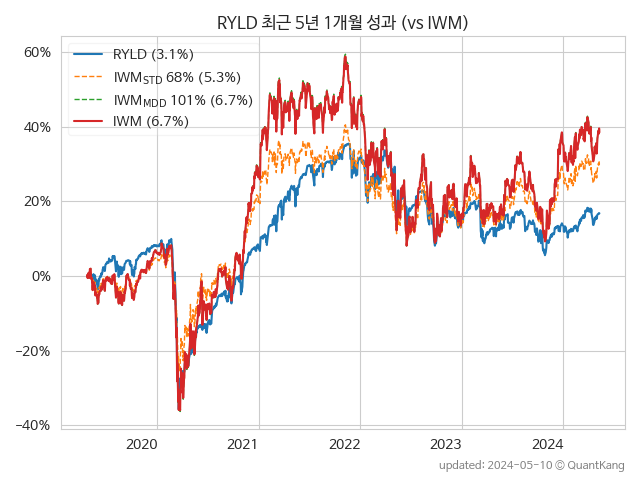 RYLD 최근 5년 1개월 성과 (vs IWM)
RYLD (3.1%)
IWM_STD 68% (5.3%)
IWM_MDD 101% (6.7%)
IWM (6.7%)
60%
40%
20%
0%
−20%
−40%
2020 2021 2022 2023 2024
updated: 2024-05-10 © QuantKang